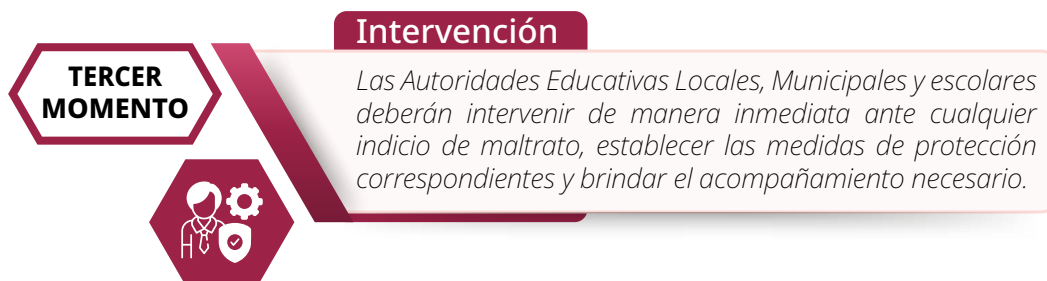 Intervención
TERCER
MOMENTO
Las Autoridades Educativas Locales, Municipales y escolares
deberán intervenir de manera inmediata ante cualquier
indicio de maltrato, establecer las medidas de protección
correspondientes y brindar el acompañamiento necesario.